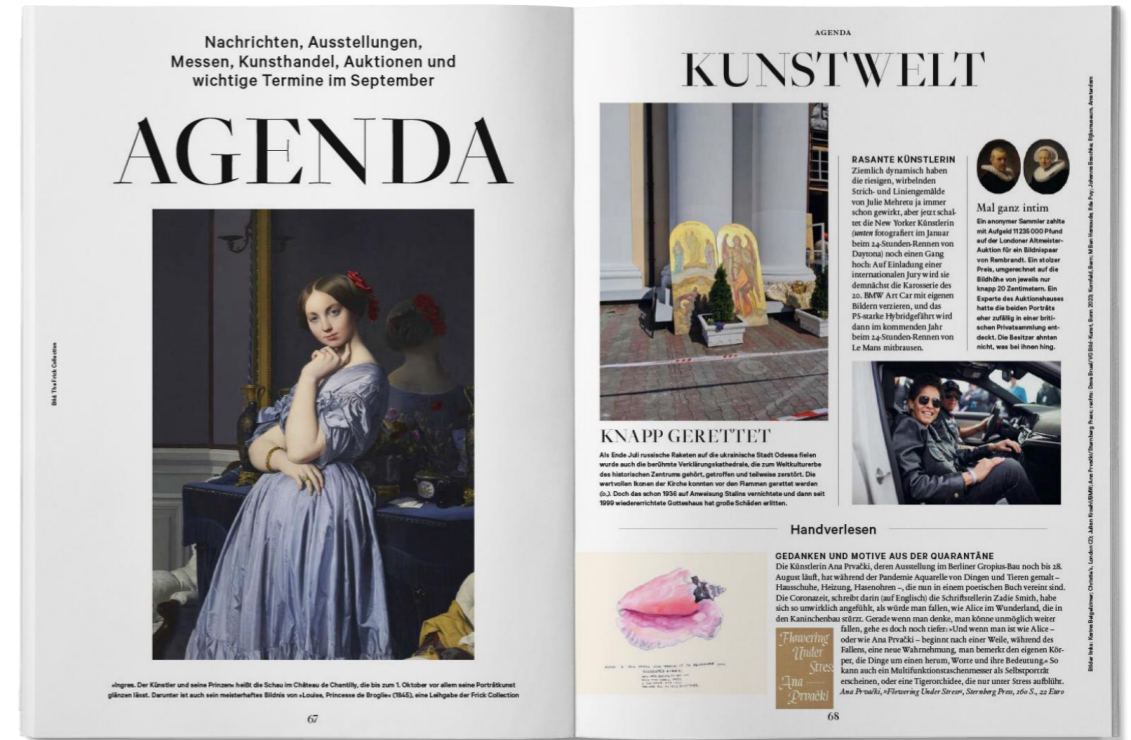 Nachrichten, Ausstellungen,
Messen, Kunsthandel, Auktionen und
wichtige Termine im September
AGENDA
Bild: The Frick Collection
»Ingres. Der Künstler und seine Prinzen« heißt die Schau im Château de Chantilly, die bis zum 1. Oktober vor allem seine Porträtkunst
glänzen lässt. Darunter ist auch sein meisterhaftes Bildnis von »Louise, Princesse de Broglie« (1845), eine Leihgabe der Frick Collection
67
AGENDA
KUNSTWELT
KNAPP GERETTET
Als Ende Juli russische Raketen auf die ukrainische Stadt Odessa fielen
wurde auch die berühmte Verklärungskathedrale, die zum Weltkulturerbe
des historischen Zentrums gehört, getroffen und teilweise zerstört. Die
wertvollen Ikonen der Kirche konnten vor den Flammen gerettet werden
(o.). Doch das schon 1936 auf Anweisung Stalins vernichtete und dann seit
1999 wiedererrichtete Gotteshaus hat große Schäden erlitten.
RASANTE KÜNSTLERIN
Ziemlich dynamisch haben
die riesigen, wirbelnden
Strich- und Liniengemälde
von Julie Mehretu ja immer
schon gewirkt, aber jetzt schal-
tet die New Yorker Künstlerin
(unten fotografiert im Januar
beim 24-Stunden-Rennen von
Daytona) noch einen Gang
hoch: Auf Einladung einer
internationalen Jury wird sie
demnächst die Karosserie des
20. BMW Art Car mit eigenen
Bildern verzieren, und das
PS-starke Hybridgefährt wird
dann im kommenden Jahr
beim 24-Stunden-Rennen von
Le Mans mitbrausen.
Mal ganz intim
Ein anonymer Sammler zahlte
mit Aufgeld 11 235 000 Pfund
auf der Londoner Altmeister-
Auktion für ein Bildnispaar
von Rembrandt. Ein stolzer
Preis, umgerechnet auf die
Bildhöhe von jeweils nur
knapp 20 Zentimetern. Ein
Experte des Auktionshauses
hatte die beiden Porträts
eher zufällig in einer briti-
schen Privatsammlung ent-
deckt. Die Besitzer ahnten
nicht, was bei ihnen hing.
Handverlesen
GEDANKEN UND MOTIVE AUS DER QUARANTÄNE
Die Künstlerin Ana Prvački, deren Ausstellung im Berliner Gropius-Bau noch bis 28.
August läuft, hat während der Pandemie Aquarelle von Dingen und Tieren gemalt –
Hausschuhe, Heizung, Hasenohren –, die nun in einem poetischen Buch vereint sind.
Die Coronazeit, schreibt darin (auf Englisch) die Schriftstellerin Zadie Smith, habe
sich so unwirklich angefühlt, als würde man fallen, wie Alice im Wunderland, die in
den Kaninchenbau stürzt. Gerade wenn man denke, man könne unmöglich weiter
fallen, gehe es doch noch tiefer: »Und wenn man ist wie Alice –
oder wie Ana Prvački – beginnt nach einer Weile, während des
Fallens, eine neue Wahrnehmung, man bemerkt den eigenen Kör-
per, die Dinge um einen herum, Worte und ihre Bedeutung.« So
kann auch ein Multifunktionstaschenmesser als Selbstporträt
erscheinen, oder eine Tigerorchidee, die nur unter Stress aufblüht.
Ana Prvački, »Flowering Under Stress«, Sternberg Press, 160 S., 22 Euro
Flowering
Under
Stress
Ana
Prvački
68